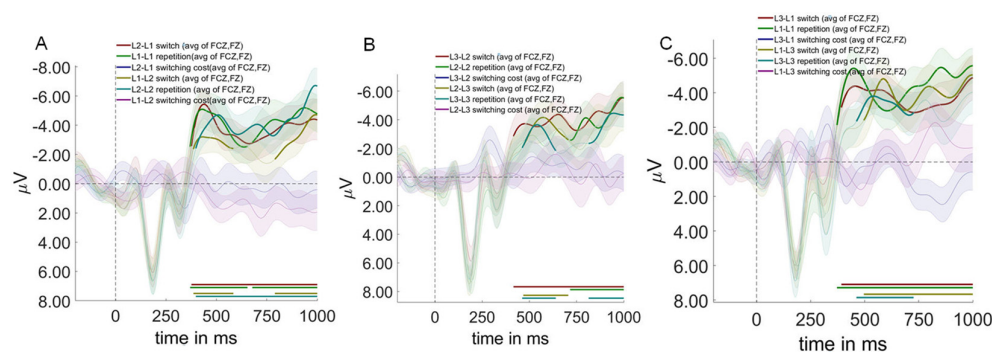 A
L2-L1 switch (avg of FCZ,FZ)
L1-L1 repetition(avg of FCZ,FZ)
L2-L1 switching cost(avg of FCZ,FZ)
L1-L2 switch (avg of FCZ,FZ)
L2-L2 repetition (avg of FCZ,FZ)
L1-L2 switching cost(avg of FCZ,FZ)
-8.00
-6.00
-4.00
-2.00
0.00
2.00
4.00
6.00
8.00
μV
0 250 500 750 1000
time in ms
B
L3-L2 switch (avg of FCZ,FZ)
L2-L2 repetition (avg of FCZ,FZ)
L3-L2 switching cost (avg of FCZ,FZ)
L2-L3 switch (avg of FCZ,FZ)
L3-L3 repetition (avg of FCZ,FZ)
L2-L3 switching cost (avg of FCZ,FZ)
-6.00
-4.00
-2.00
0.00
2.00
4.00
6.00
8.00
μV
0 250 500 750 1000
time in ms
C
L3-L1 switch (avg of FCZ,FZ)
L1-L1 repetition (avg of FCZ,FZ)
L3-L1 switching cost (avg of FCZ,FZ)
L1-L3 switch (avg of FCZ,FZ)
L3-L3 repetition (avg of FCZ,FZ)
L1-L3 switching cost (avg of FCZ,FZ)
-6.00
-4.00
-2.00
0.00
2.00
4.00
6.00
8.00
μV
0 250 500 750 1000
time in ms